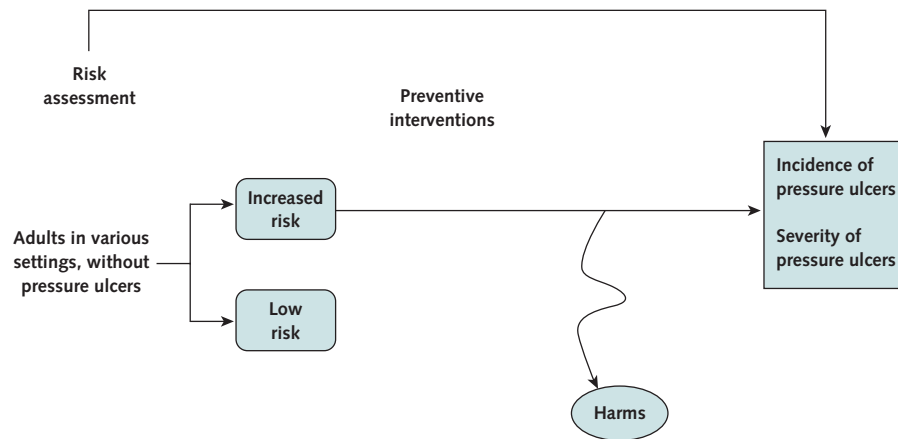 Risk
assessment
Preventive
interventions
Incidence of
pressure ulcers
Severity of
pressure ulcers
Increased
risk
Adults in various
settings, without
pressure ulcers
Low
risk
Harms